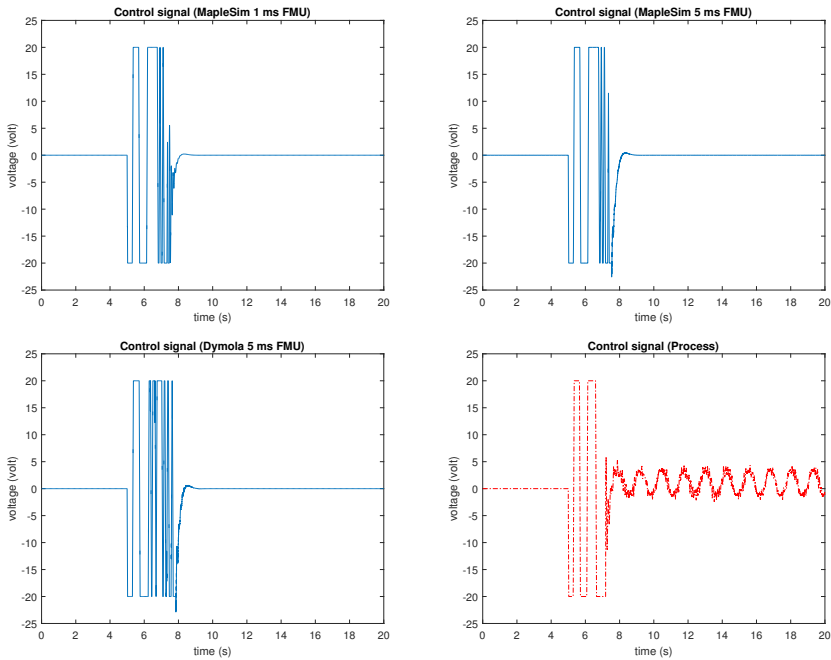 Control signal (MapleSim 1 ms FMU)
25
20
15
10
5
0
-5
-10
-15
-20
-25
voltage (volt)
0 2 4 6 8 10 12 14 16 18 20
time (s)
Control signal (MapleSim 5 ms FMU)
25
20
15
10
5
0
-5
-10
-15
-20
-25
voltage (volt)
0 2 4 6 8 10 12 14 16 18 20
time (s)
Control signal (Dymola 5 ms FMU)
25
20
15
10
5
0
-5
-10
-15
-20
-25
voltage (volt)
0 2 4 6 8 10 12 14 16 18 20
time (s)
Control signal (Process)
25
20
15
10
5
0
-5
-10
-15
-20
-25
voltage (volt)
0 2 4 6 8 10 12 14 16 18 20
time (s)